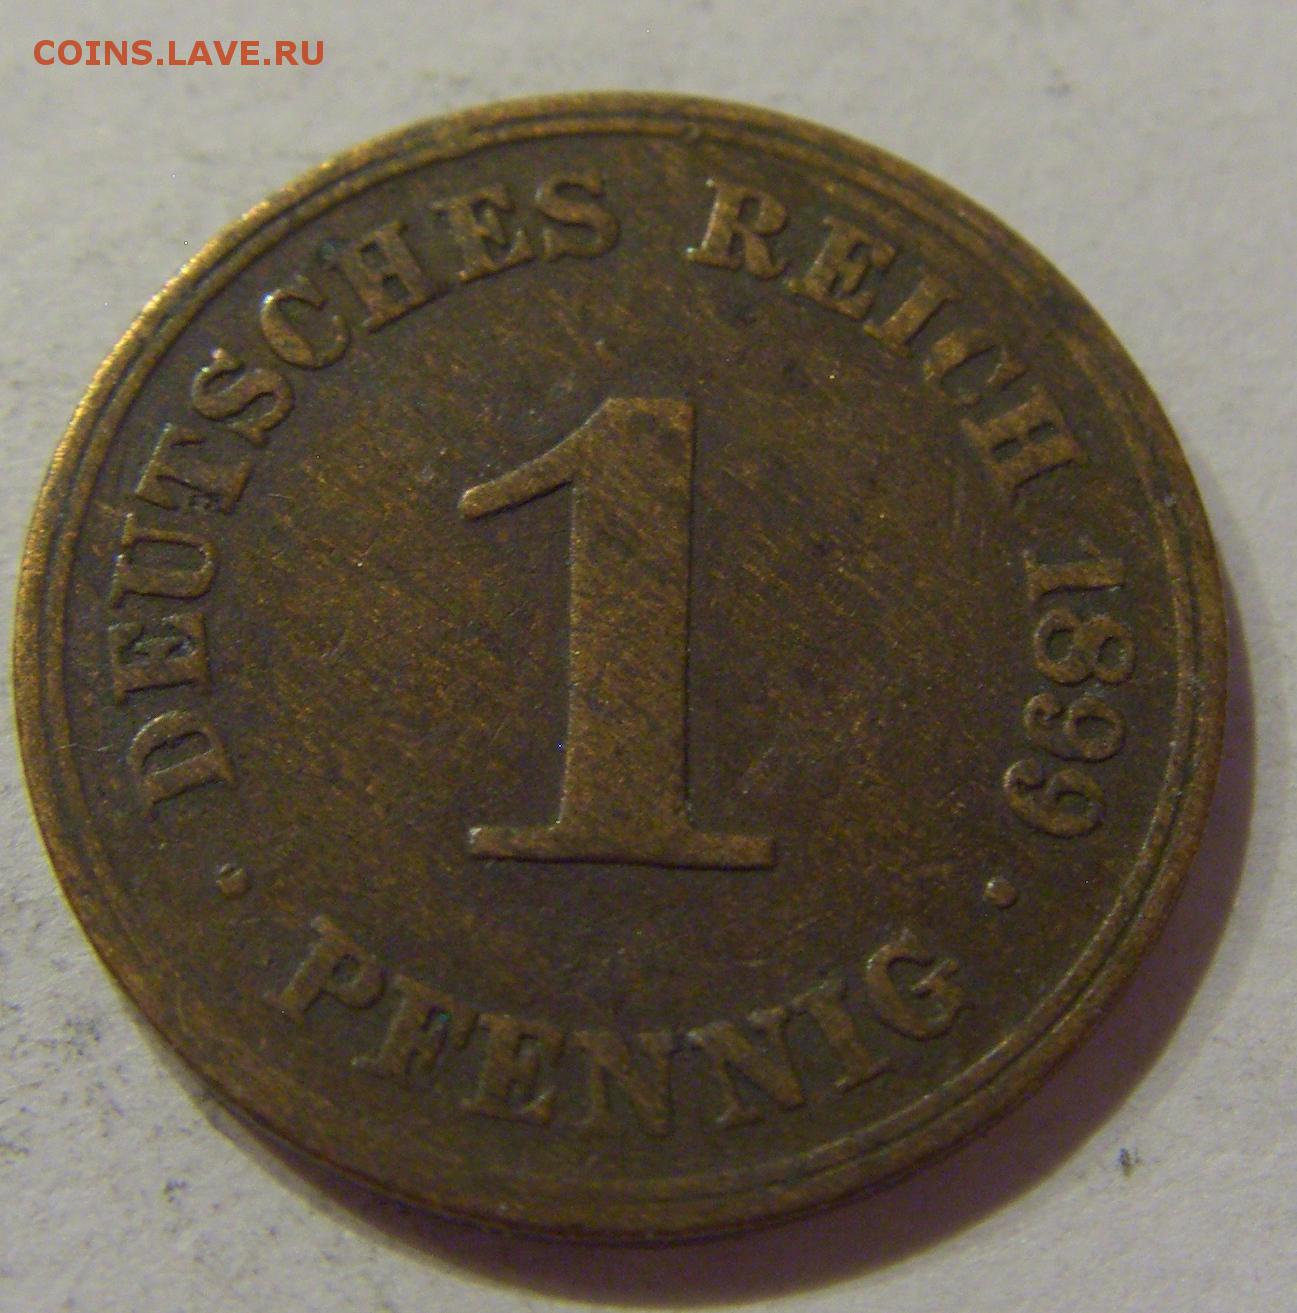 COINS.LAVE.RU
DEUTSCHES REICH 1899
1
· PFENNIG ·